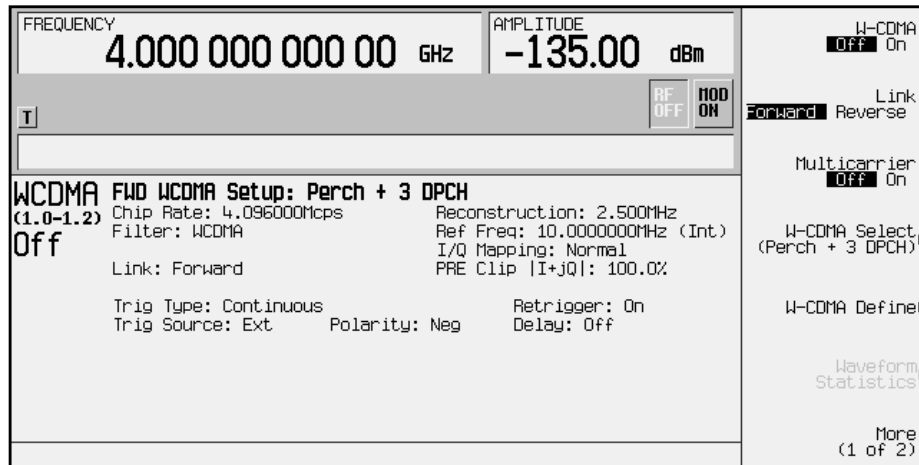 FREQUENCY
4.000 000 000 00 GHz
AMPLITUDE
-135.00 dBm
T
RF OFF
MOD ON
WCDMA
(1.0-1.2)
Off
FWD WCDMA Setup: Perch + 3 DPCH
Chip Rate: 4.096000Mcps Reconstruction: 2.500MHz
Filter: WCDMA Ref Freq: 10.0000000MHz (Int)
I/Q Mapping: Normal
Link: Forward PRE Clip |I+jQ|: 100.0%
Trig Type: Continuous Retrigger: On
Trig Source: Ext Polarity: Neg Delay: Off
W-CDMA
Off On
Link
Forward Reverse
Multicarrier
Off On
W-CDMA Select
(Perch + 3 DPCH)
W-CDMA Define
Waveform
Statistics
More
(1 of 2)